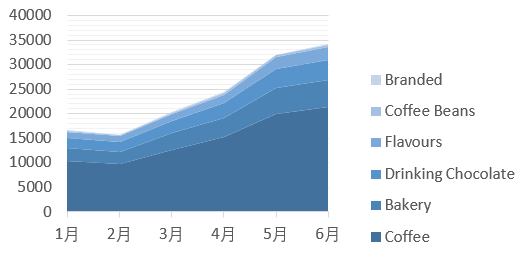 40000
35000
30000
25000
20000
15000
10000
5000
0
1月 2月 3月 4月 5月 6月
Branded
Coffee Beans
Flavours
Drinking Chocolate
Bakery
Coffee